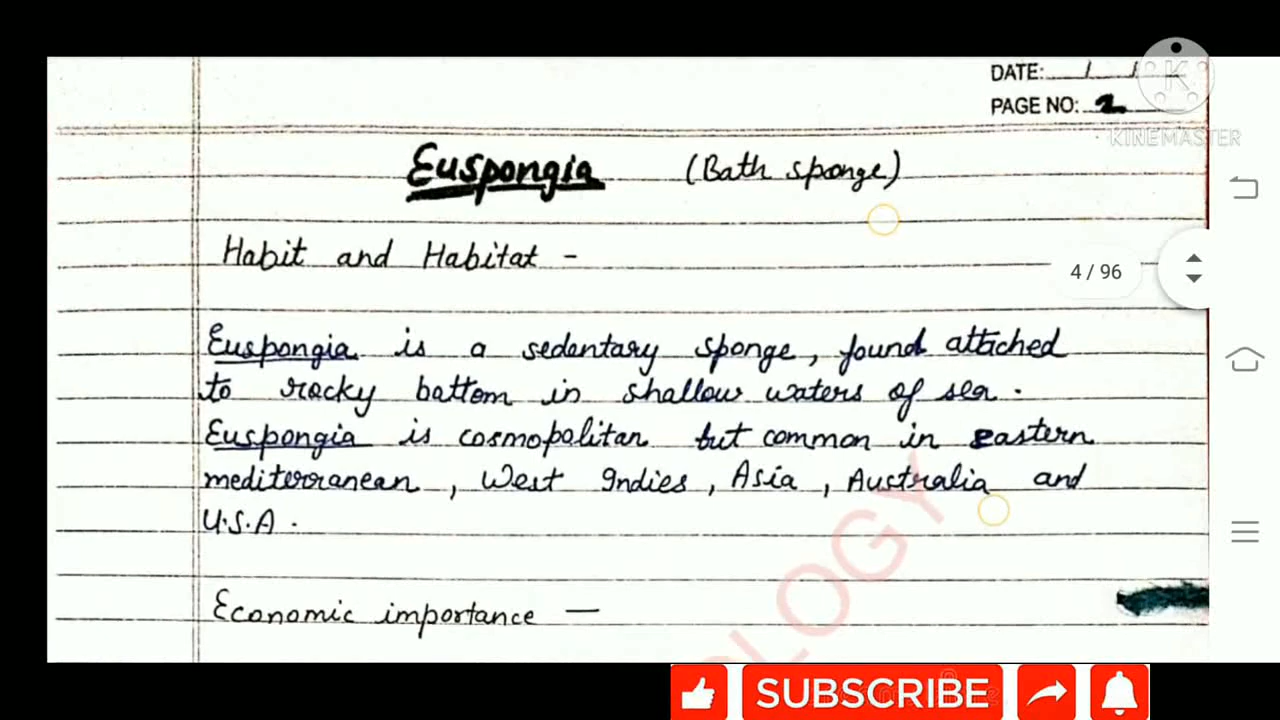 DATE: / /
PAGE NO: 2
KINEMASTER
Euspongia (Bath sponge)
Habit and Habitat -
4 / 96
Euspongia is a sedentary sponge, found attached
to rocky bottom in shallow waters of sea.
Euspongia is cosmopolitan but common in eastern
mediterranean, West Indies, Asia, Australia and
U.S.A.
OLOGY
Economic importance —
SUBSCRIBE